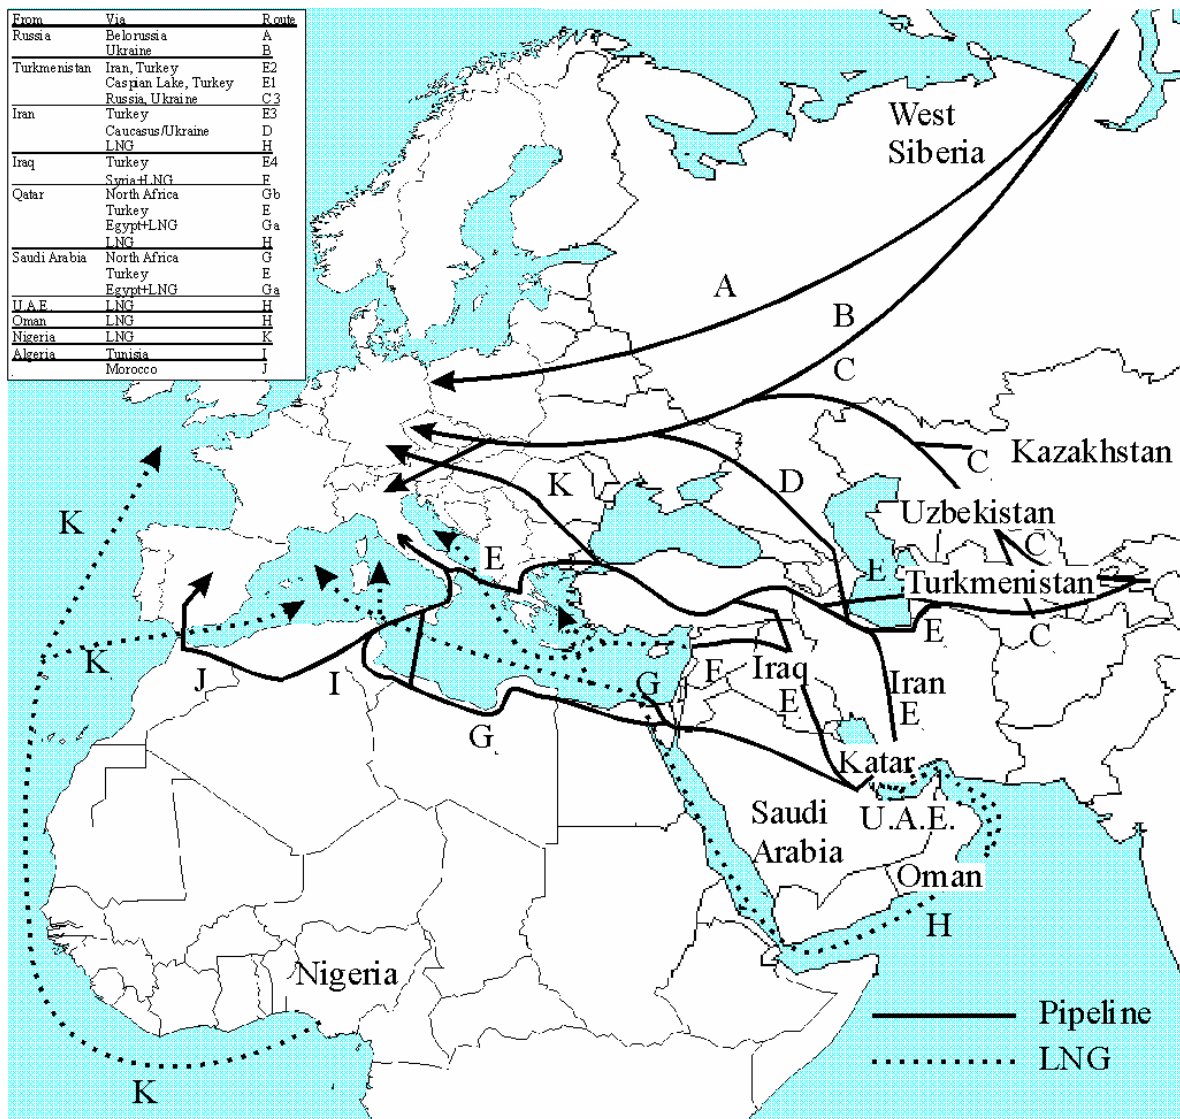 From Via Route
Russia Belorussia A
Ukraine B
Turkmenistan Iran, Turkey E2
Caspian Lake, Turkey E1
Russia, Ukraine C3
Iran Turkey E3
Caucasus/Ukraine D
LNG H
Iraq Turkey E4
Syria+LNG E
Qatar North Africa Gb
Turkey E
Egypt+LNG Ga
LNG H
Saudi Arabia North Africa G
Turkey E
Egypt+LNG Ga
U.A.E. LNG H
Oman LNG H
Nigeria LNG K
Algeria Tunisia I
Morocco J
West
Siberia
A
B
C
C
Kazakhstan
K
D
K
Uzbekistan
C
E
E
Turkmenistan
E
C
K
J
I
F
Iraq
G
Iran
E
E
G
Katar
Saudi
Arabia
U.A.E.
Oman
H
Nigeria
Pipeline
LNG
K